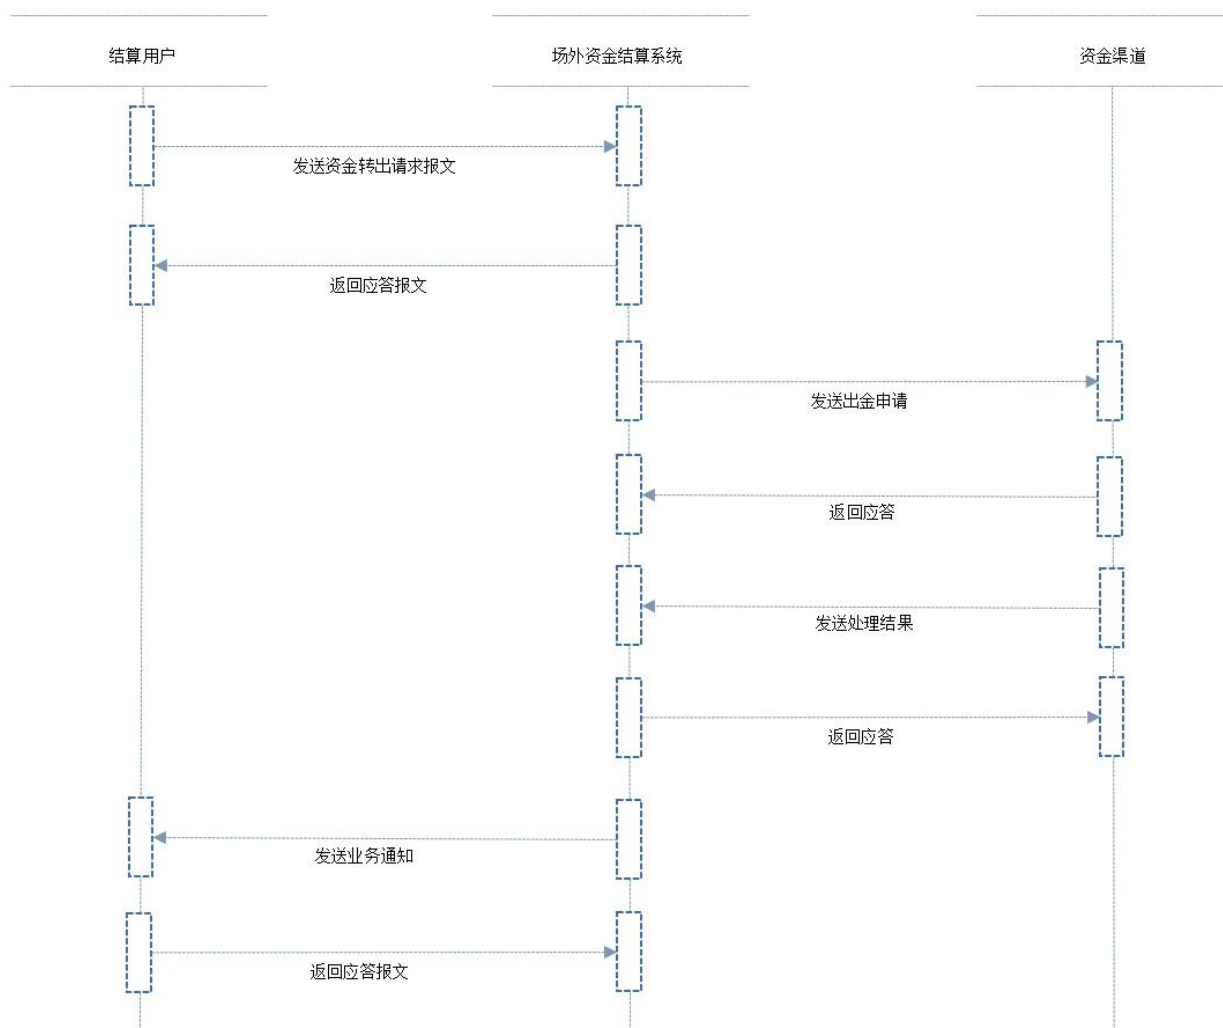 结算用户
场外资金结算系统
资金渠道
发送资金转出请求报文
返回应答报文
发送出金申请
返回应答
发送处理结果
返回应答
发送业务通知
返回应答报文